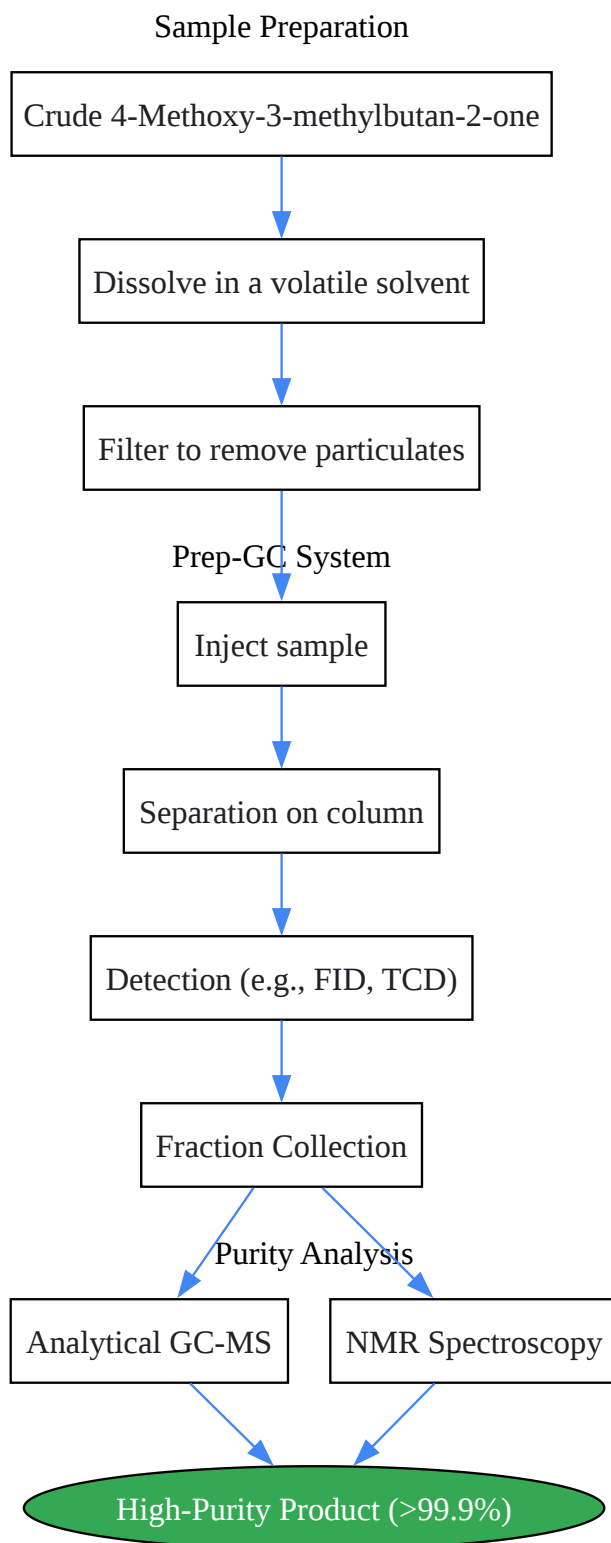 Sample Preparation
Crude 4-Methoxy-3-methylbutan-2-one
Dissolve in a volatile solvent
Filter to remove particulates
Prep-GC System
Inject sample
Separation on column
Detection (e.g., FID, TCD)
Fraction Collection
Purity Analysis
Analytical GC-MS
NMR Spectroscopy
High-Purity Product (>99.9%)